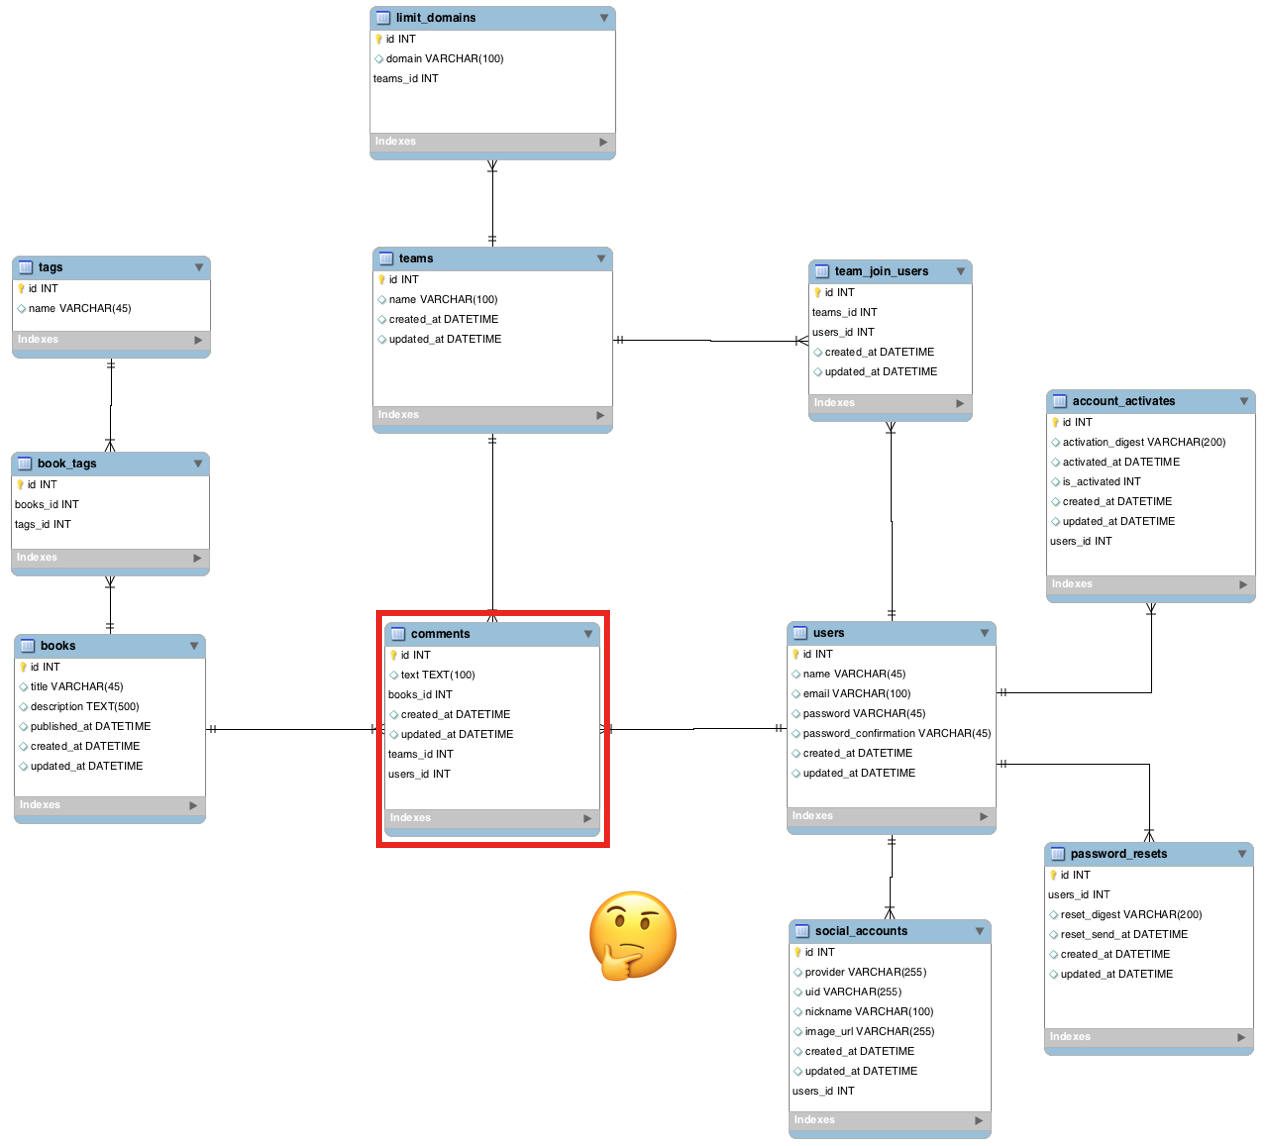 limit_domains
id INT
domain VARCHAR(100)
teams_id INT
Indexes
tags
id INT
name VARCHAR(45)
Indexes
teams
id INT
name VARCHAR(100)
created_at DATETIME
updated_at DATETIME
Indexes
team_join_users
id INT
teams_id INT
users_id INT
created_at DATETIME
updated_at DATETIME
Indexes
account_activates
id INT
activation_digest VARCHAR(200)
activated_at DATETIME
is_activated INT
created_at DATETIME
updated_at DATETIME
users_id INT
Indexes
book_tags
id INT
books_id INT
tags_id INT
Indexes
books
id INT
title VARCHAR(45)
description TEXT(500)
published_at DATETIME
created_at DATETIME
updated_at DATETIME
Indexes
comments
id INT
text TEXT(100)
books_id INT
created_at DATETIME
updated_at DATETIME
teams_id INT
users_id INT
Indexes
users
id INT
name VARCHAR(45)
email VARCHAR(100)
password VARCHAR(45)
password_confirmation VARCHAR(45)
created_at DATETIME
updated_at DATETIME
Indexes
password_resets
id INT
users_id INT
reset_digest VARCHAR(200)
reset_send_at DATETIME
created_at DATETIME
updated_at DATETIME
Indexes
social_accounts
id INT
provider VARCHAR(255)
uid VARCHAR(255)
nickname VARCHAR(100)
image_url VARCHAR(255)
created_at DATETIME
updated_at DATETIME
users_id INT
Indexes